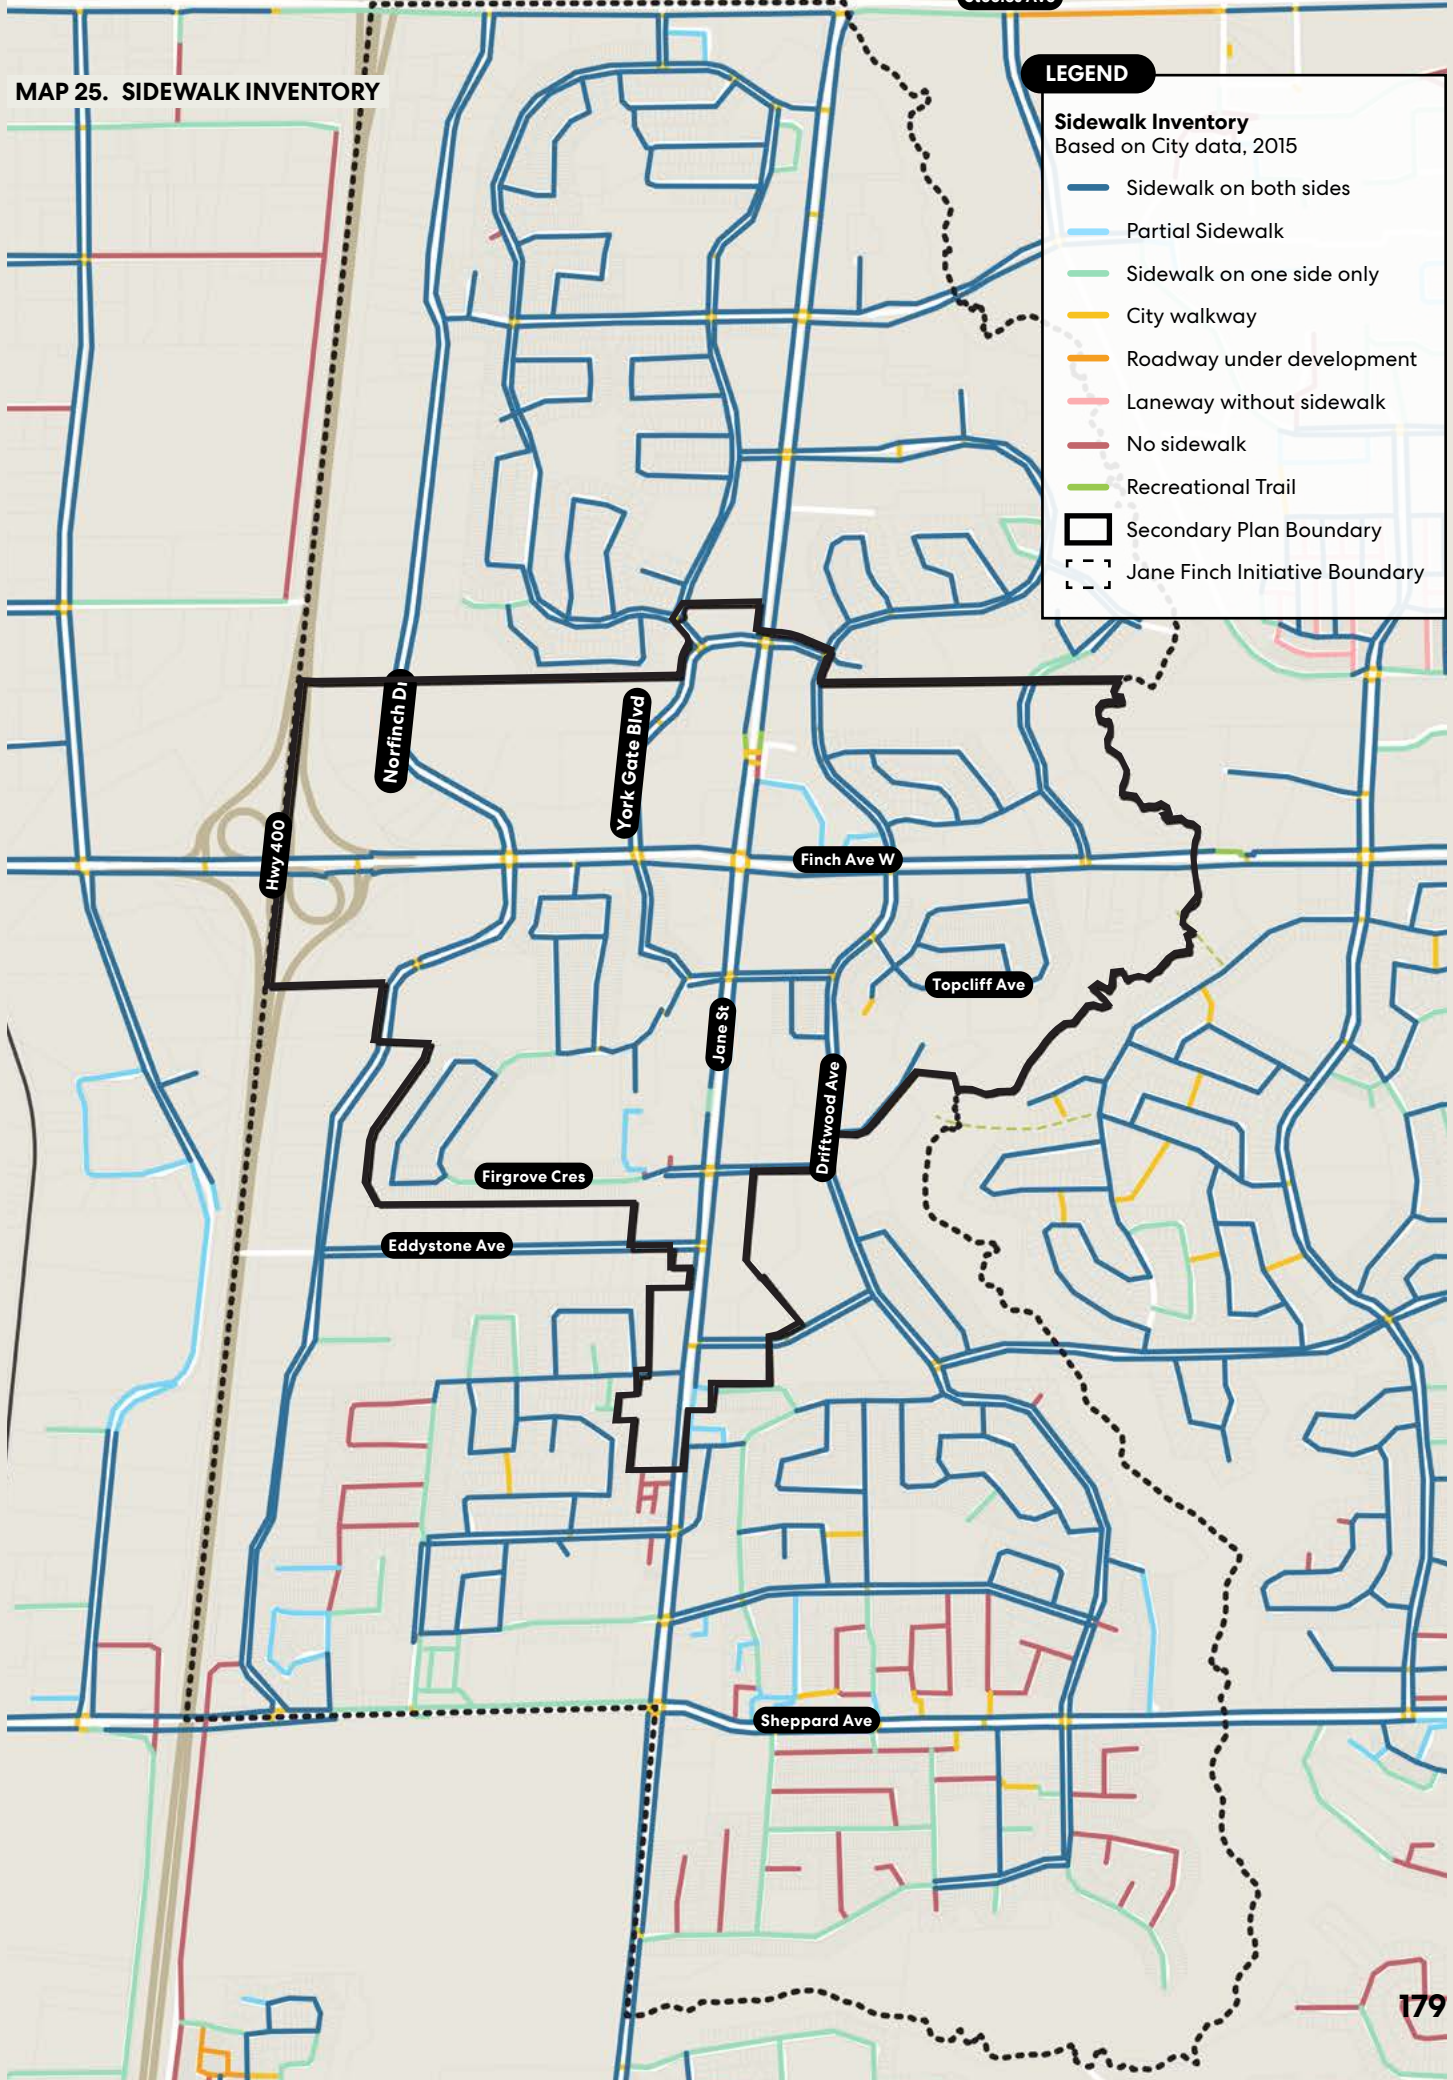 Steeles Ave
MAP 25. SIDEWALK INVENTORY
LEGEND
Sidewalk Inventory
Based on City data, 2015
Sidewalk on both sides
Partial Sidewalk
Sidewalk on one side only
City walkway
Roadway under development
Laneway without sidewalk
No sidewalk
Recreational Trail
Secondary Plan Boundary
Jane Finch Initiative Boundary
Norfinch Dr
York Gate Blvd
Hwy 400
Finch Ave W
Topcliff Ave
Jane St
Driftwood Ave
Firgrove Cres
Eddystone Ave
Sheppard Ave
179